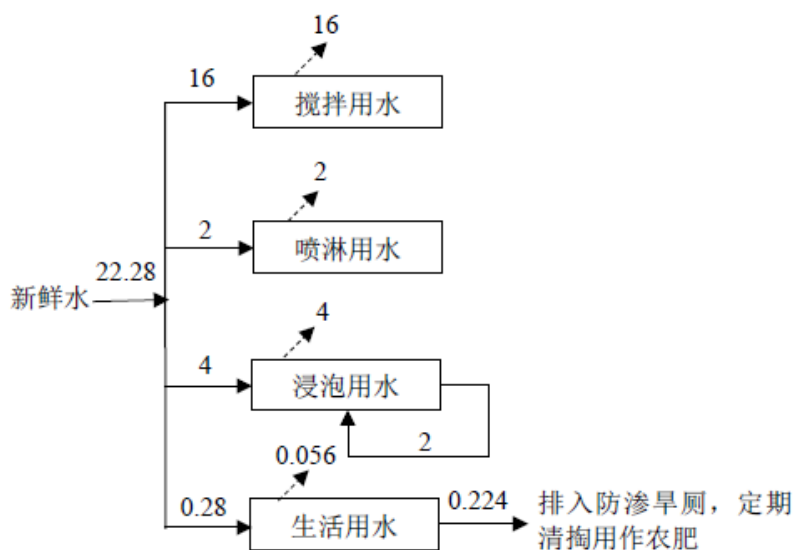 16
16
搅拌用水
2
2
喷淋用水
22.28
新鲜水
4
4
浸泡用水
2
0.056
0.28
生活用水
0.224
排入防渗旱厕，定期
清掏用作农肥